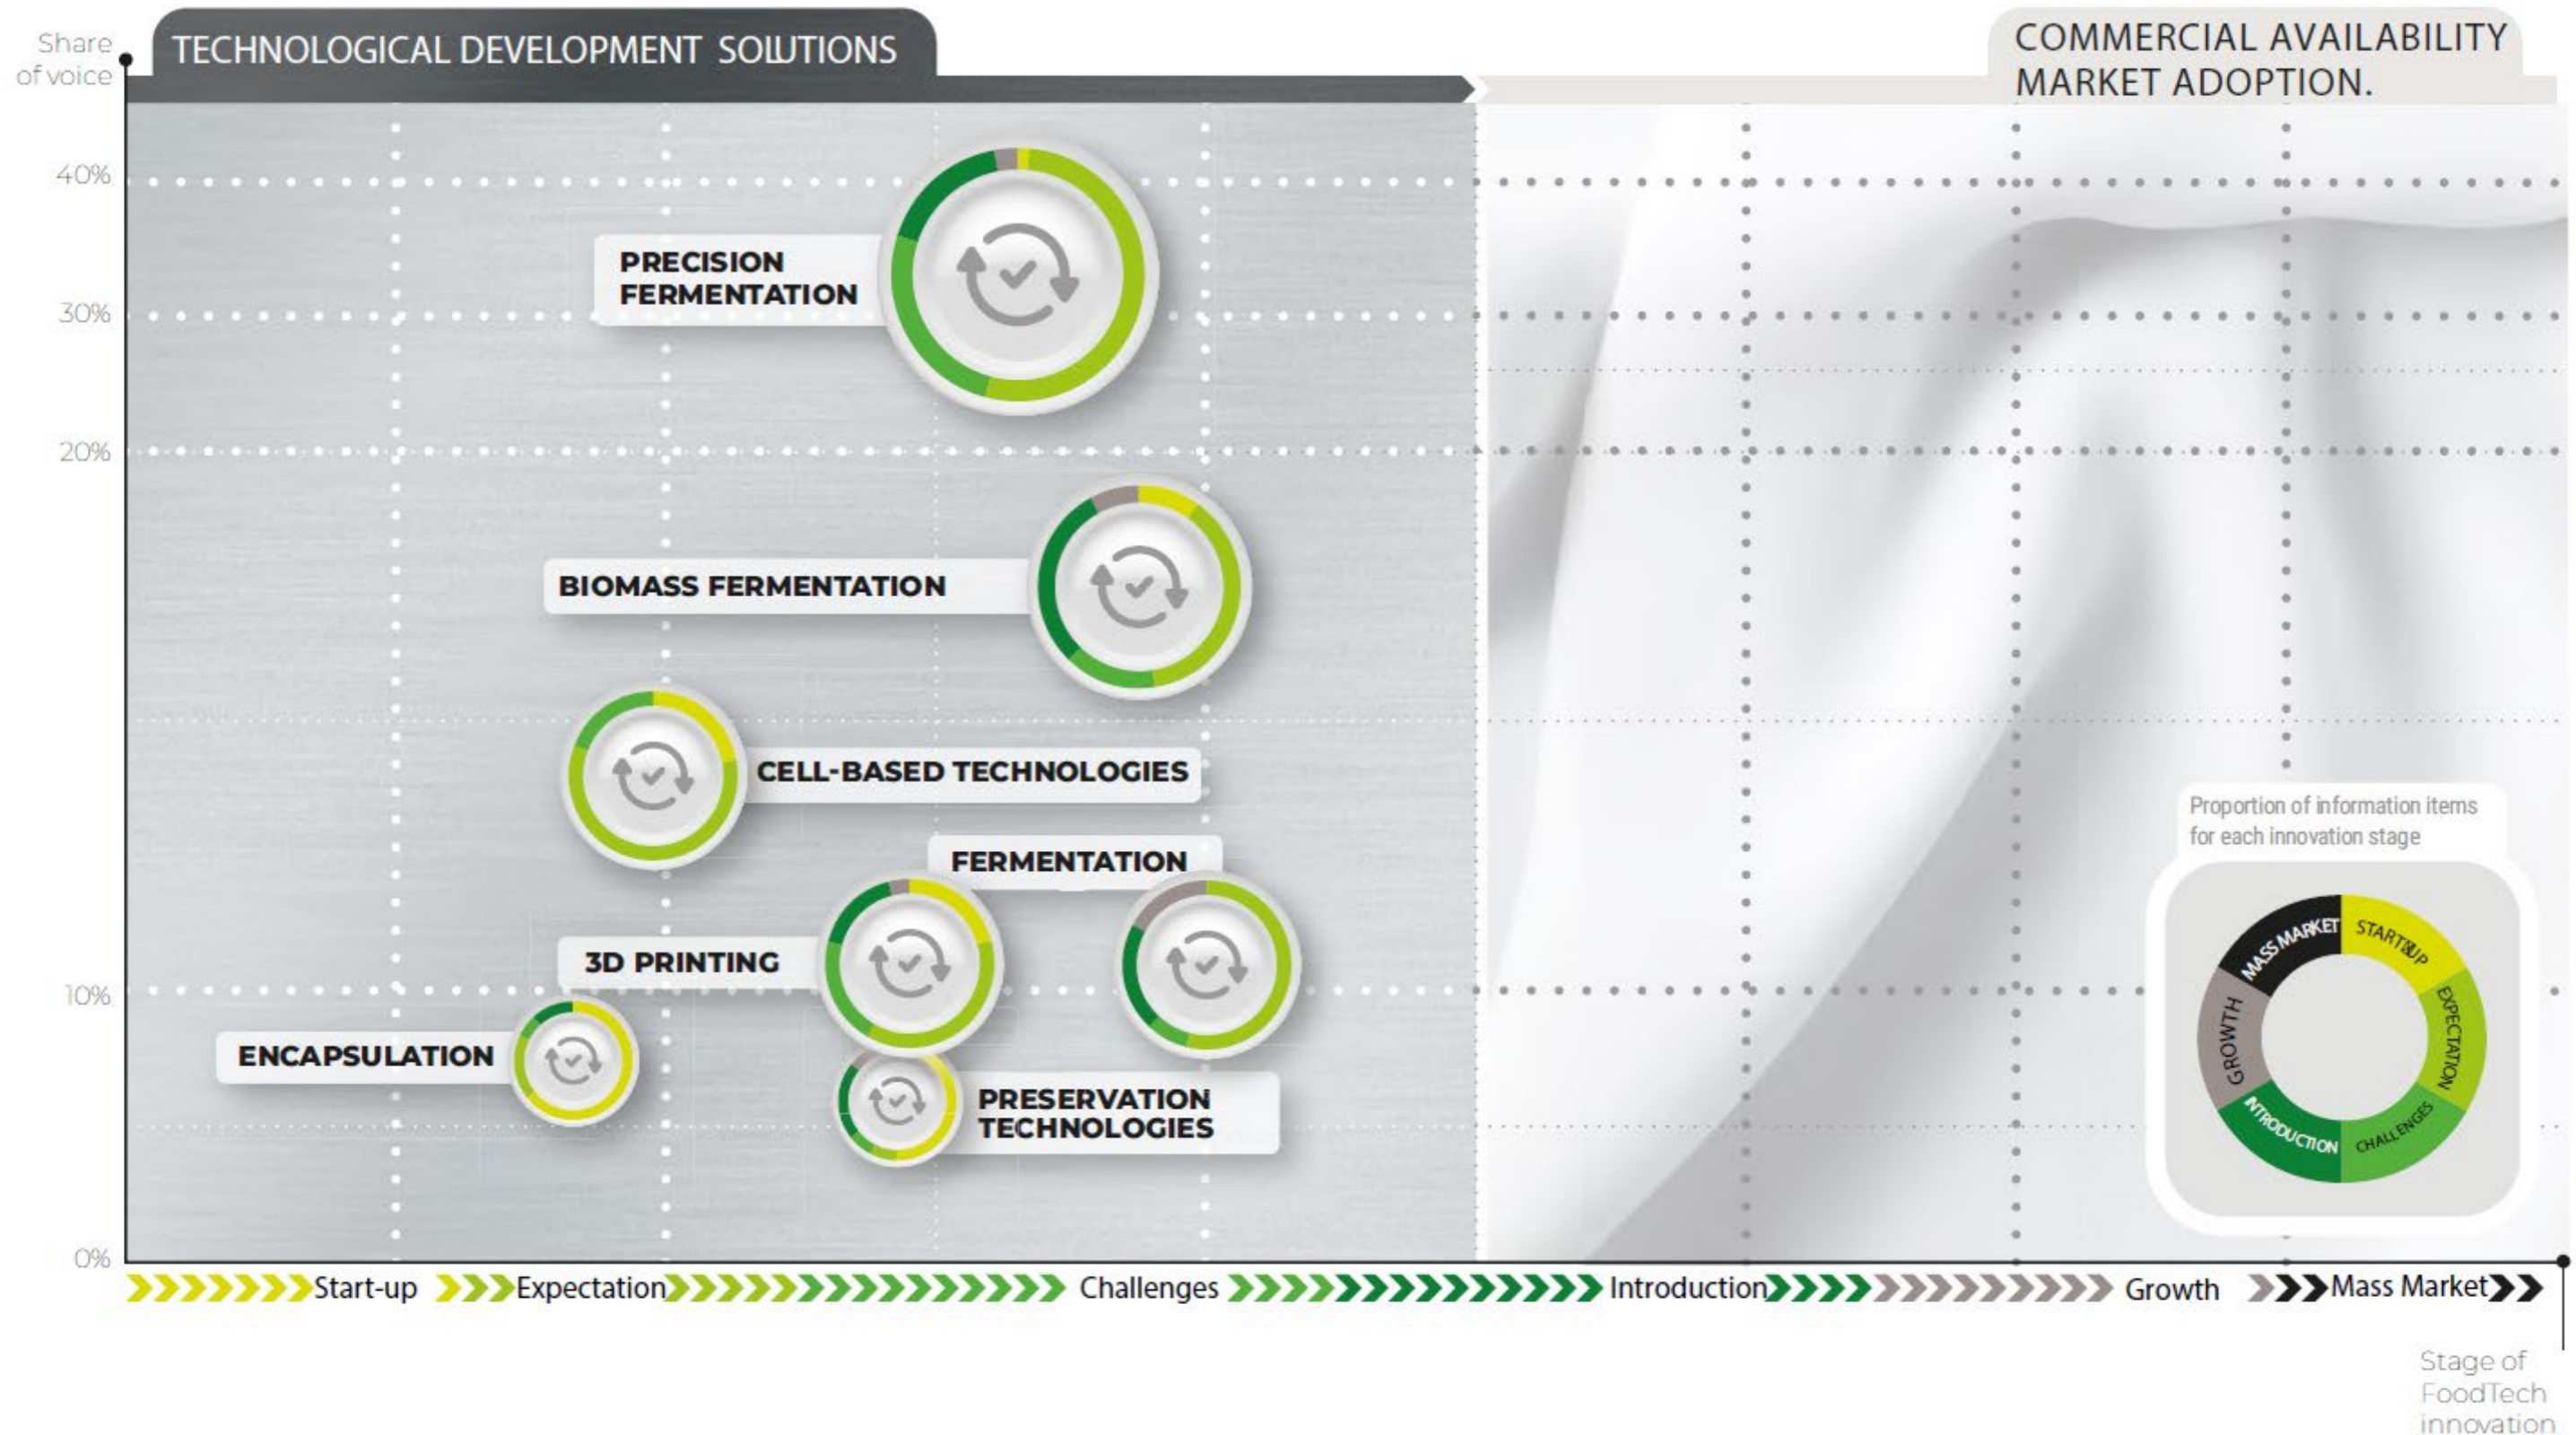 Share
of voice
TECHNOLOGICAL DEVELOPMENT SOLUTIONS
COMMERCIAL AVAILABILITY
MARKET ADOPTION.
40%
30%
20%
10%
0%
PRECISION
FERMENTATION
BIOMASS FERMENTATION
CELL-BASED TECHNOLOGIES
FERMENTATION
3D PRINTING
ENCAPSULATION
PRESERVATION
TECHNOLOGIES
Proportion of information items
for each innovation stage
MASS MARKET
EXPECTATION
CHALLENGES
INTRODUCTION
GROWTH
Start-up
Expectation
Challenges
Introduction
Growth
Mass Market
Stage of
FoodTech
innovation